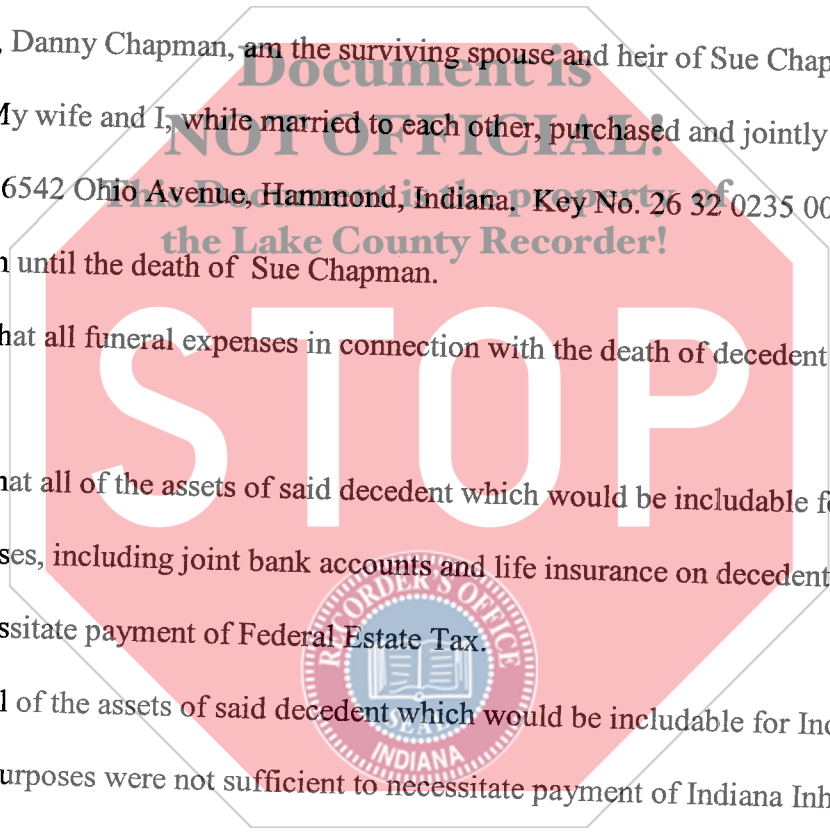 , Danny Chapman, am the surviving spouse and heir of Sue Chap
Document is
My wife and I, while married to each other, purchased and jointly
NOT OFFICIAL!
6542 Ohio Avenue, Hammond, Indiana. Key No. 26 32 0235 00
This Document is the property of
the Lake County Recorder!
n until the death of Sue Chapman.
hat all funeral expenses in connection with the death of decedent
STOP
hat all of the assets of said decedent which would be includable fo
ses, including joint bank accounts and life insurance on decedent
RECORDER'S OFFICE
ssitate payment of Federal Estate Tax.
l of the assets of said decedent which would be includable for Ind
SEAL
INDIANA
urposes were not sufficient to necessitate payment of Indiana Inh